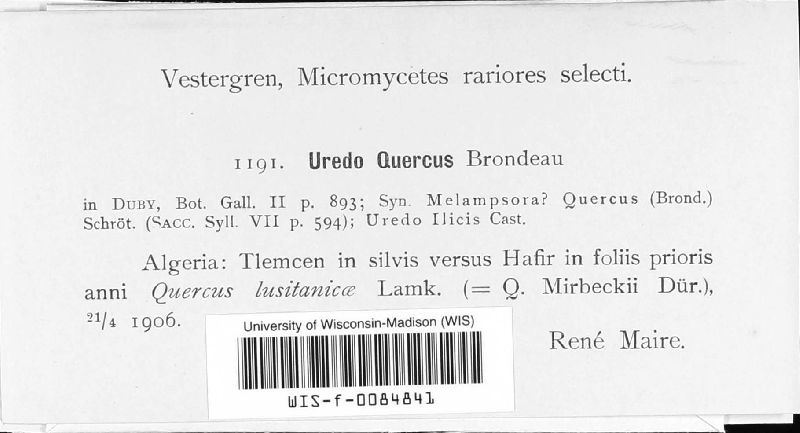 Vestergren, Micromycetes rariores selecti.
1191. Uredo Quercus Brondeau
in DUBY, Bot. Gall. II p. 893; Syn. Melampsora? Quercus (Brond.)
Schröt. (SACC. Syll. VII p. 594); Uredo Ilicis Cast.
Algeria: Tlemcen in silvis versus Hafir in foliis prioris
anni Quercus lusitanicæ Lamk. (= Q. Mirbeckii Dür.),
21/4 1906.
René Maire.
University of Wisconsin-Madison (WIS)
WIS-f-0084841